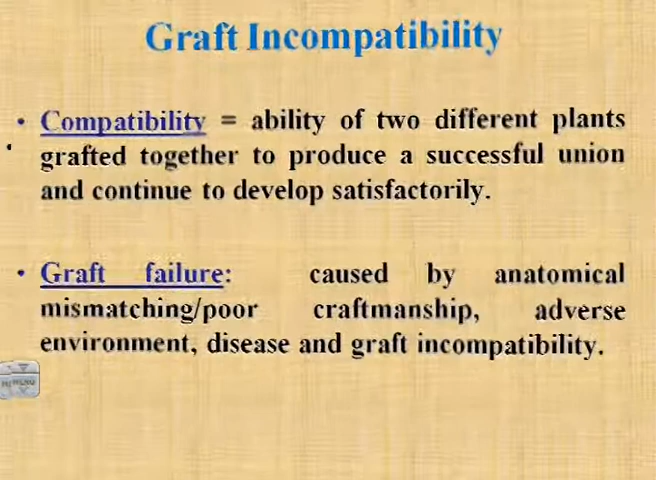 Graft Incompatibility
• Compatibility = ability of two different plants
grafted together to produce a successful union
and continue to develop satisfactorily.
• Graft failure: caused by anatomical
mismatching/poor craftmanship, adverse
environment, disease and graft incompatibility.